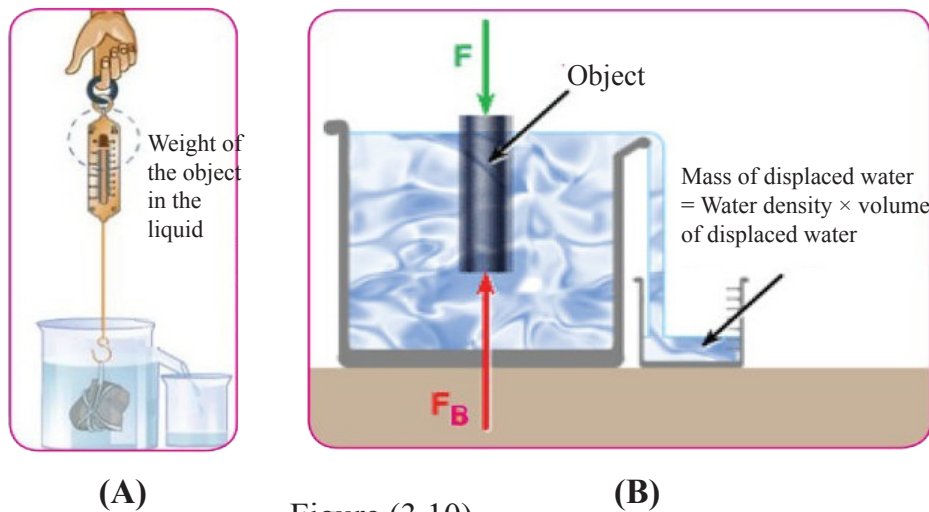 Weight of
the object
in the
liquid
(A)
F
Object
Mass of displaced water
= Water density × volume
of displaced water
F_B
(B)
Figure (3-10)